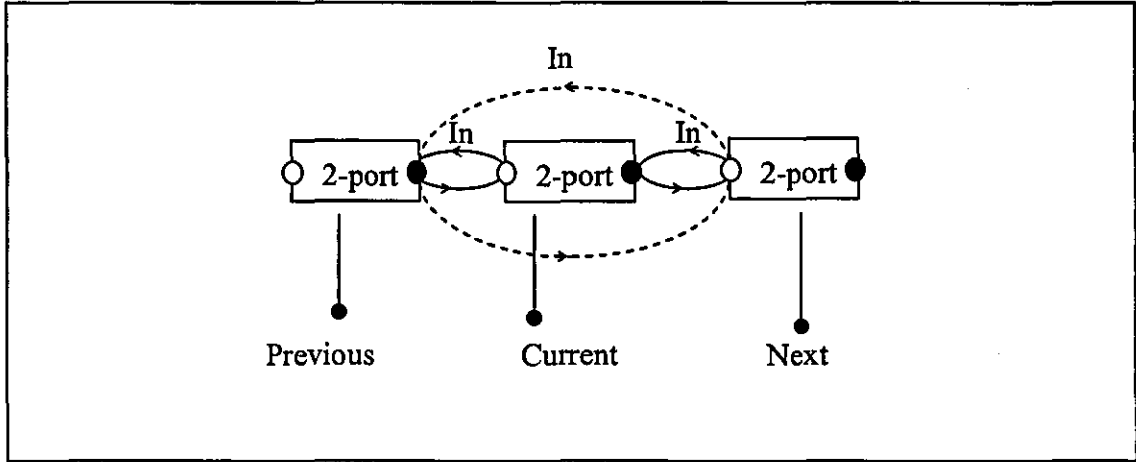 In
In In
2-port 2-port 2-port
Previous Current Next